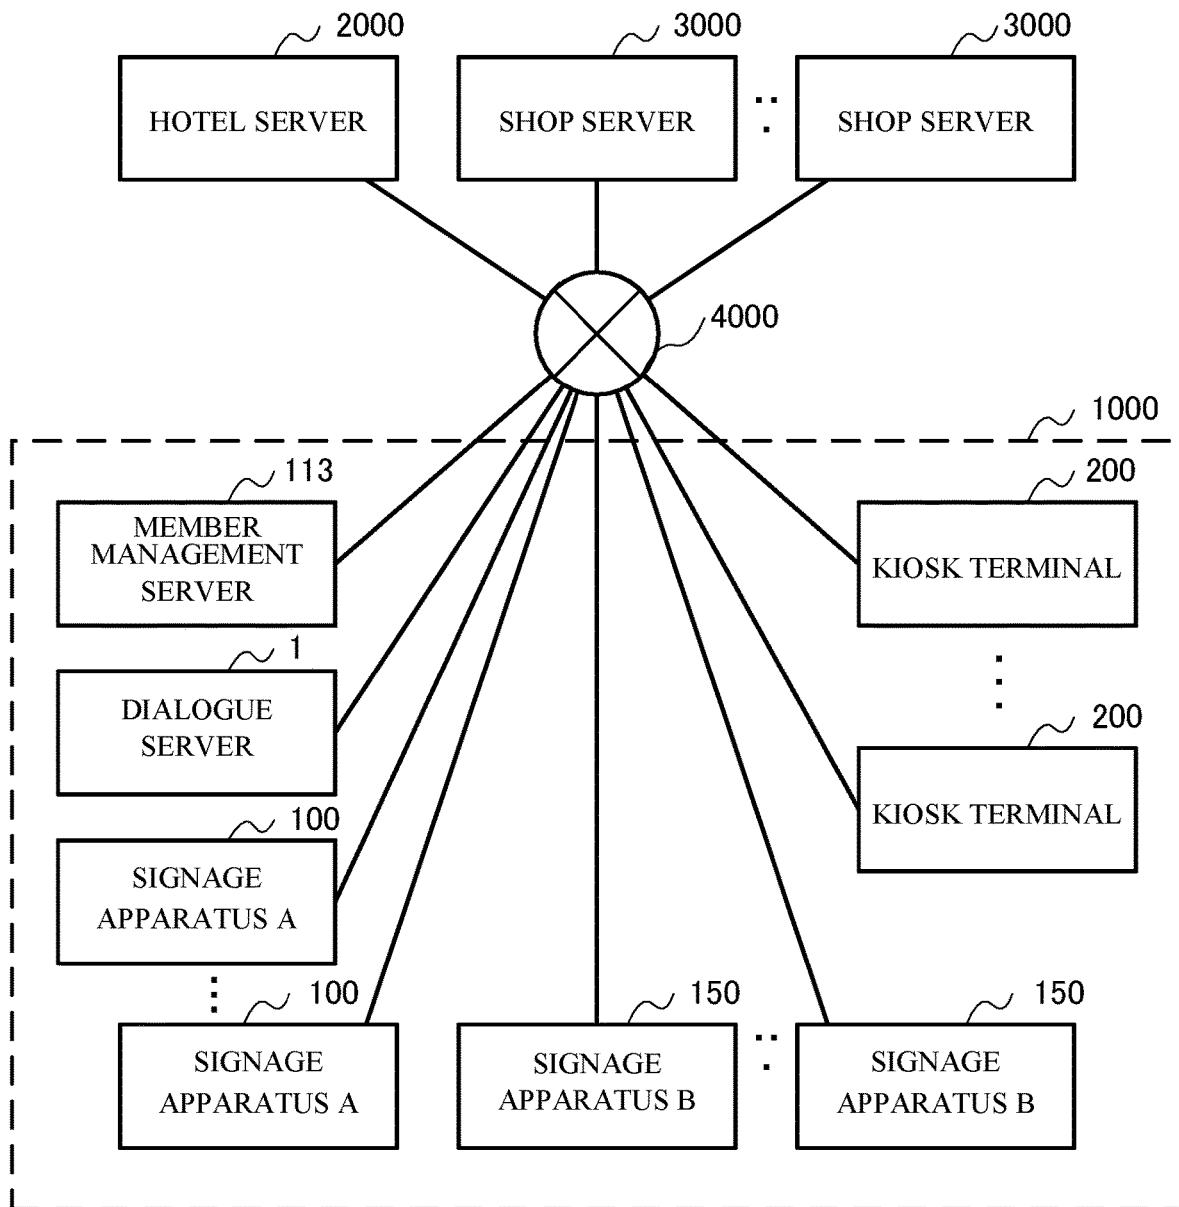 2000
3000
3000
HOTEL SERVER
SHOP SERVER
SHOP SERVER
4000
1000
113
200
MEMBER
MANAGEMENT
SERVER
KIOSK TERMINAL
1
DIALOGUE
SERVER
200
KIOSK TERMINAL
100
SIGNAGE
APPARATUS A
100
150
150
SIGNAGE
APPARATUS A
SIGNAGE
APPARATUS B
SIGNAGE
APPARATUS B